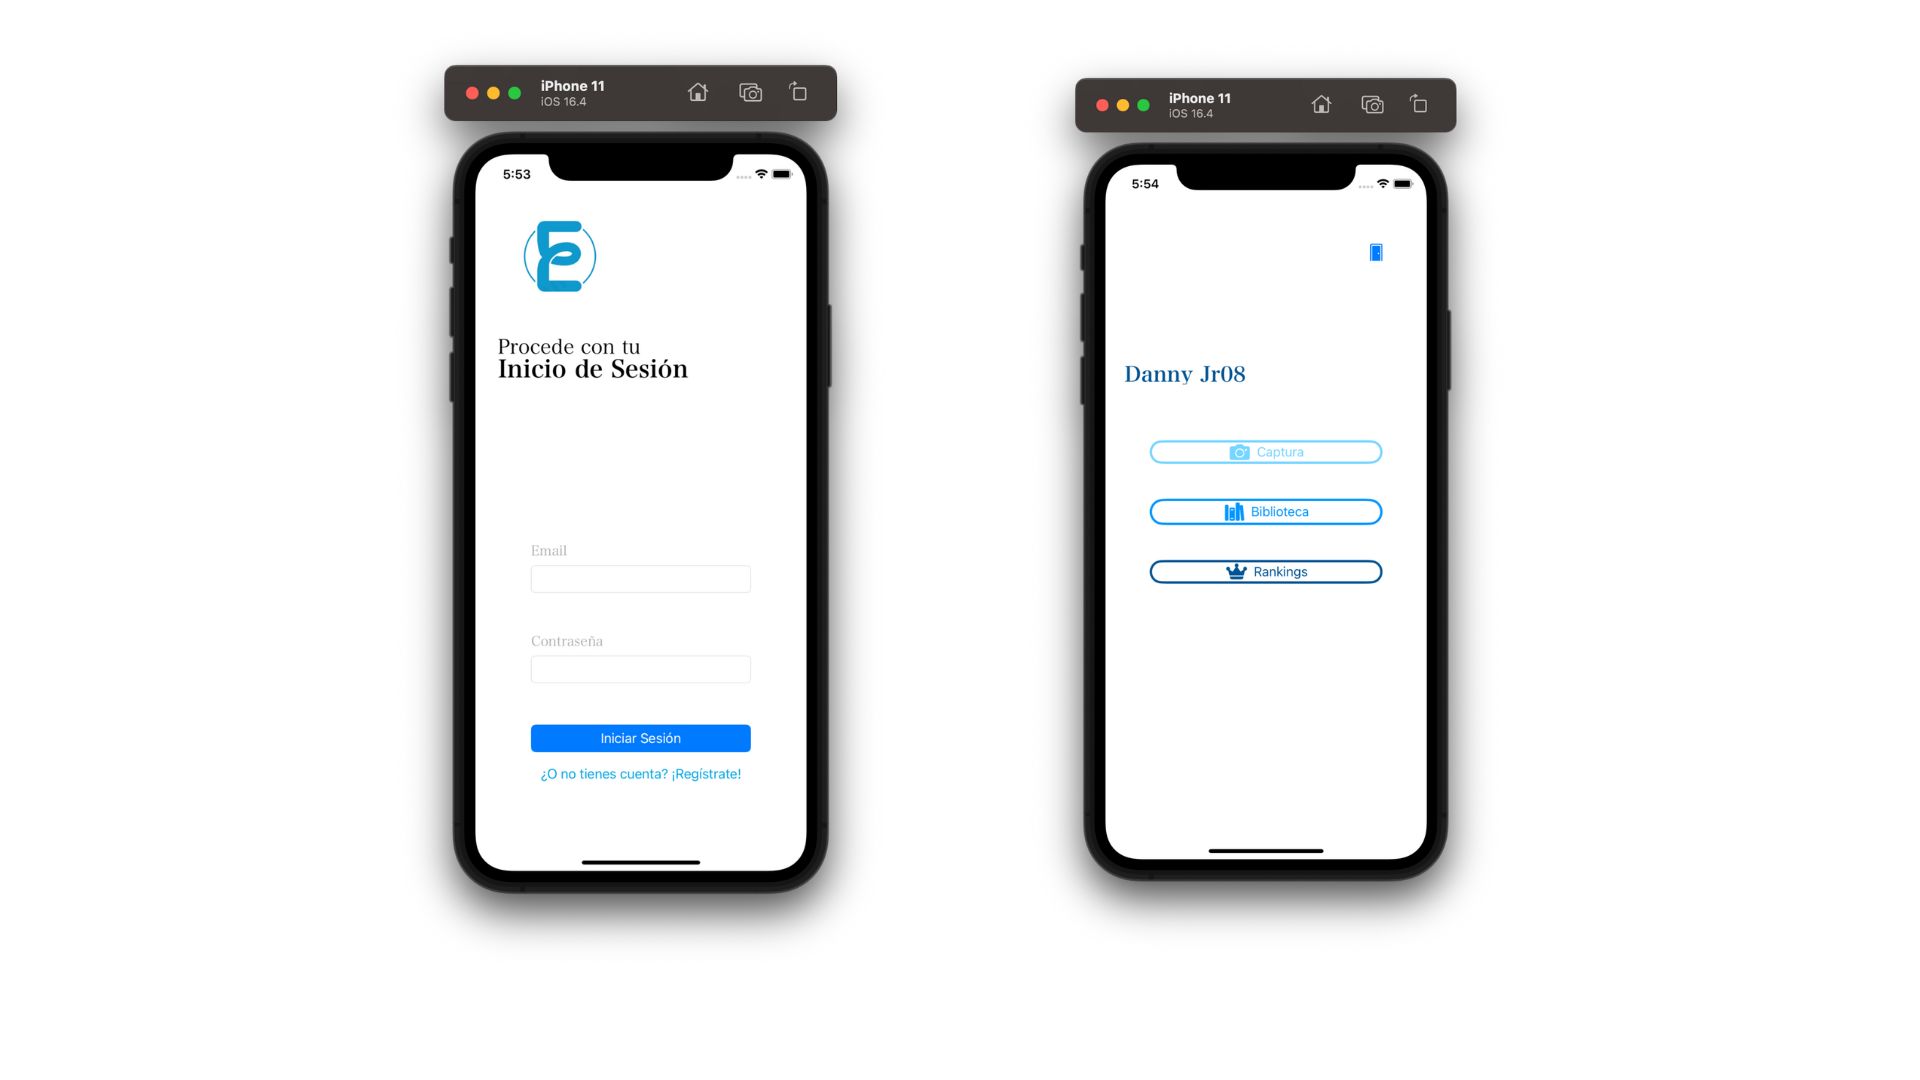 iPhone 11
iOS 16.4
5:53
E
Procede con tu
Inicio de Sesión
Email
Contraseña
Iniciar Sesión
¿O no tienes cuenta? ¡Regístrate!
iPhone 11
iOS 16.4
5:54
Danny Jr08
Captura
Biblioteca
Rankings